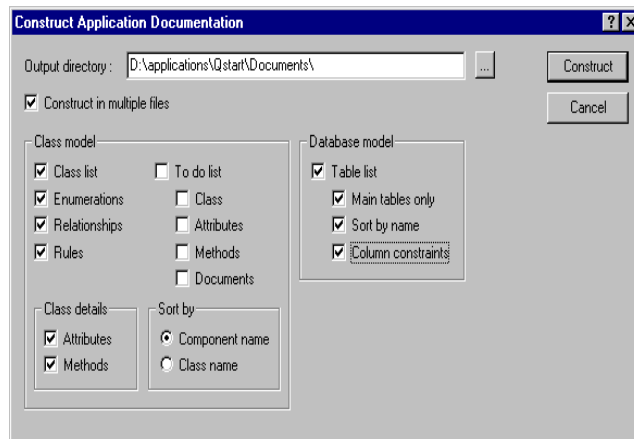 Construct Application Documentation
Output directory : D:\applications\Qstart\Documents\ ... Construct
Construct in multiple files Cancel
Class model Database model
Class list To do list Table list
Enumerations Class Main tables only
Relationships Attributes Sort by name
Rules Methods Column constraints
Documents
Class details Sort by
Attributes Component name
Methods Class name